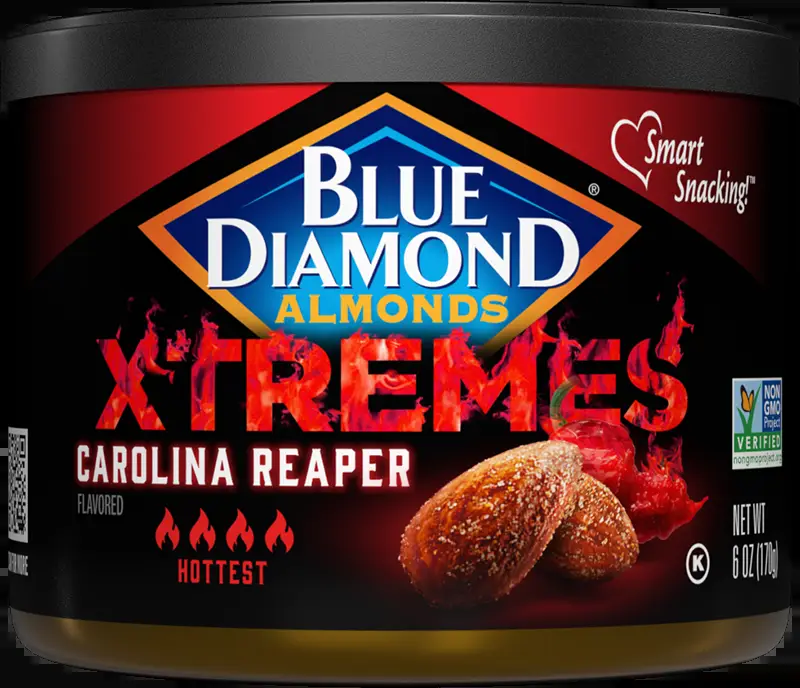 Smart
Snacking!™
BLUE
DIAMOND®
ALMONDS
XTREMES
CAROLINA REAPER
FLAVORED
HOTTEST
NON
GMO
Project
VERIFIED
nongmoproject.org
K
NET WT
6 OZ (170g)